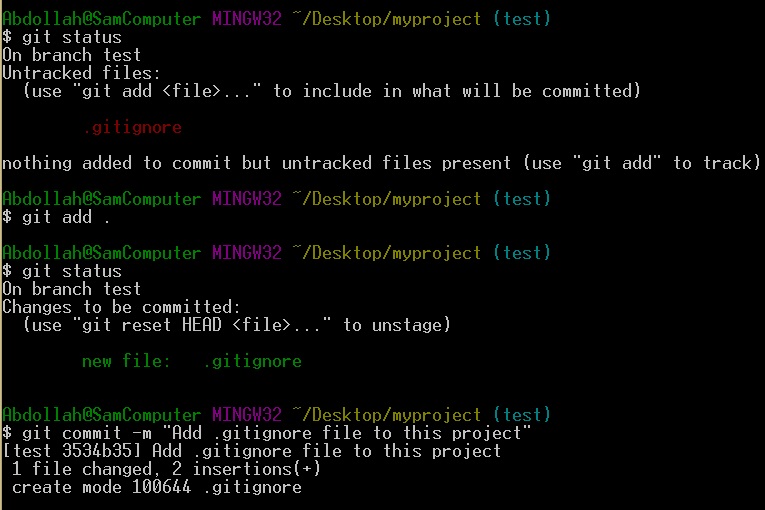 Abdollah@SamComputer MINGW32 ~/Desktop/myproject (test)
$ git status
On branch test
Untracked files:
  (use "git add <file>..." to include in what will be committed)

        .gitignore

nothing added to commit but untracked files present (use "git add" to track)

Abdollah@SamComputer MINGW32 ~/Desktop/myproject (test)
$ git add .

Abdollah@SamComputer MINGW32 ~/Desktop/myproject (test)
$ git status
On branch test
Changes to be committed:
  (use "git reset HEAD <file>..." to unstage)

        new file:   .gitignore

Abdollah@SamComputer MINGW32 ~/Desktop/myproject (test)
$ git commit -m "Add .gitignore file to this project"
[test 3534b35] Add .gitignore file to this project
 1 file changed, 2 insertions(+)
 create mode 100644 .gitignore